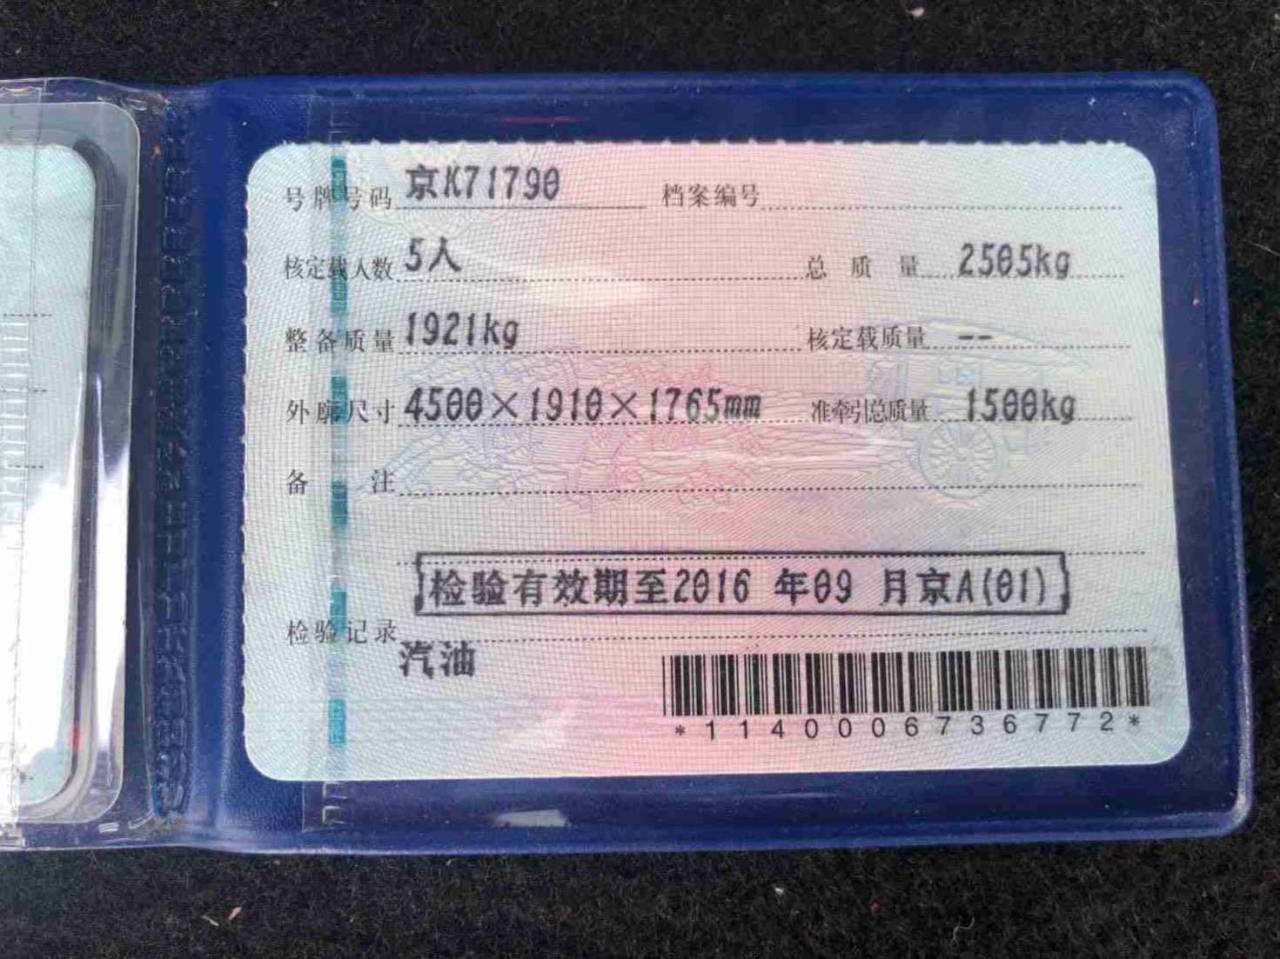 号牌号码 京K71790 档案编号
核定载人数 5人 总质量 2505kg
整备质量 1921kg 核定载质量 --
外廓尺寸 4500×1910×1765mm 准牵引总质量 1500kg
备注
检验有效期至2016 年09 月京A(01)
检验记录
汽油
*1140006736772*